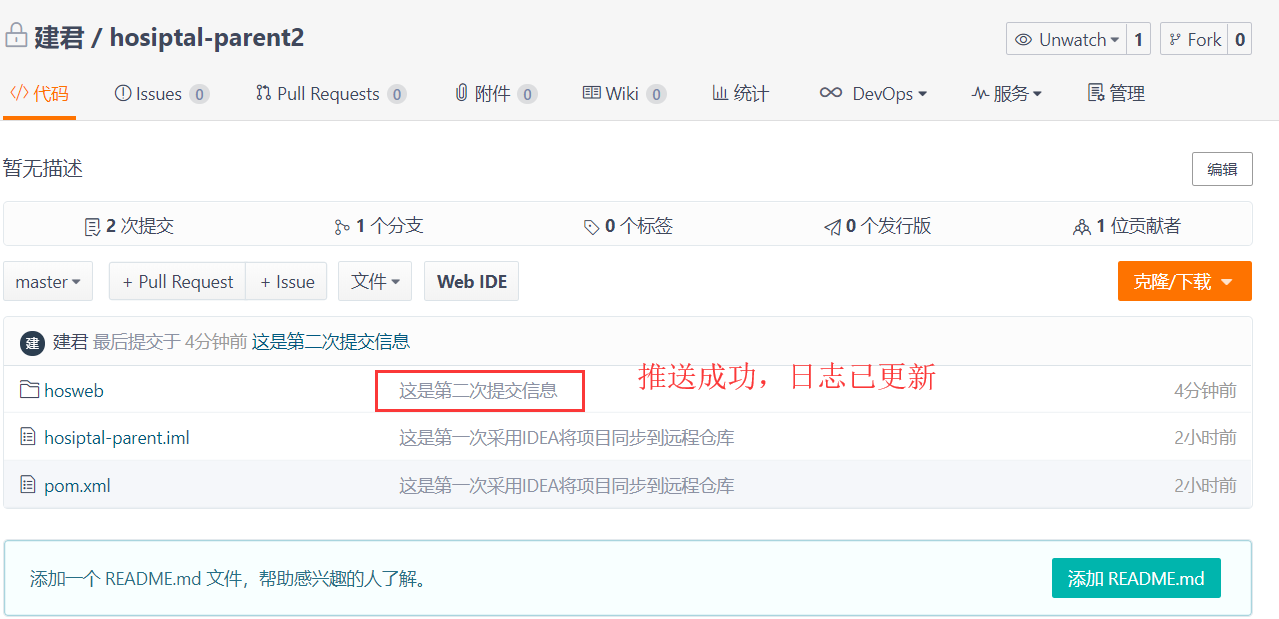 建君 / hosiptal-parent2
Unwatch 1 Fork 0
代码 Issues 0 Pull Requests 0 附件 0 Wiki 0 统计 DevOps 服务 管理
暂无描述 编辑
2 次提交 1 个分支 0 个标签 0 个发行版 1 位贡献者
master + Pull Request + Issue 文件 Web IDE 克隆/下载
建 建君 最后提交于 4分钟前 这是第二次提交信息
hosweb 这是第二次提交信息 推送成功，日志已更新 4分钟前
hosiptal-parent.iml 这是第一次采用IDEA将项目同步到远程仓库 2小时前
pom.xml 这是第一次采用IDEA将项目同步到远程仓库 2小时前
添加一个 README.md 文件，帮助感兴趣的人了解。 添加 README.md